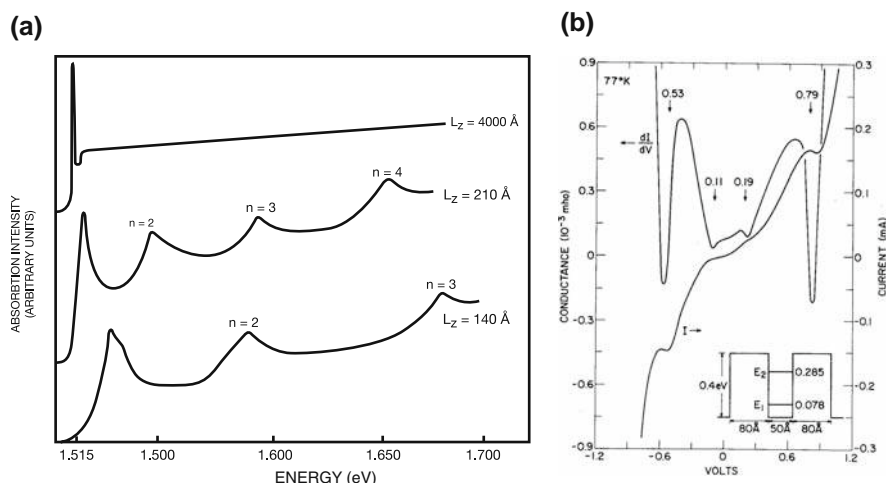 (a)
L_Z = 4000 Å
n = 4
L_Z = 210 Å
n = 3
n = 2
n = 3
L_Z = 140 Å
n = 2
ABSORBTION INTENSITY
(ARBITRARY UNITS)
1.515 1.500 1.600 1.650 1.700
ENERGY (eV)
(b)
77°K
0.53
0.79
dI
dV
0.11
0.19
I
0.4eV
E₂ 0.285
E₁ 0.078
80Å 50Å 80Å
0.9
0.6
0.3
0
-0.3
-0.6
-0.9
CONDUCTANCE (10⁻³ mho)
0.3
0.2
0.1
0
-0.1
-0.2
-0.3
CURRENT (mA)
-1.2 -0.6 0 0.6 1.2
VOLTS